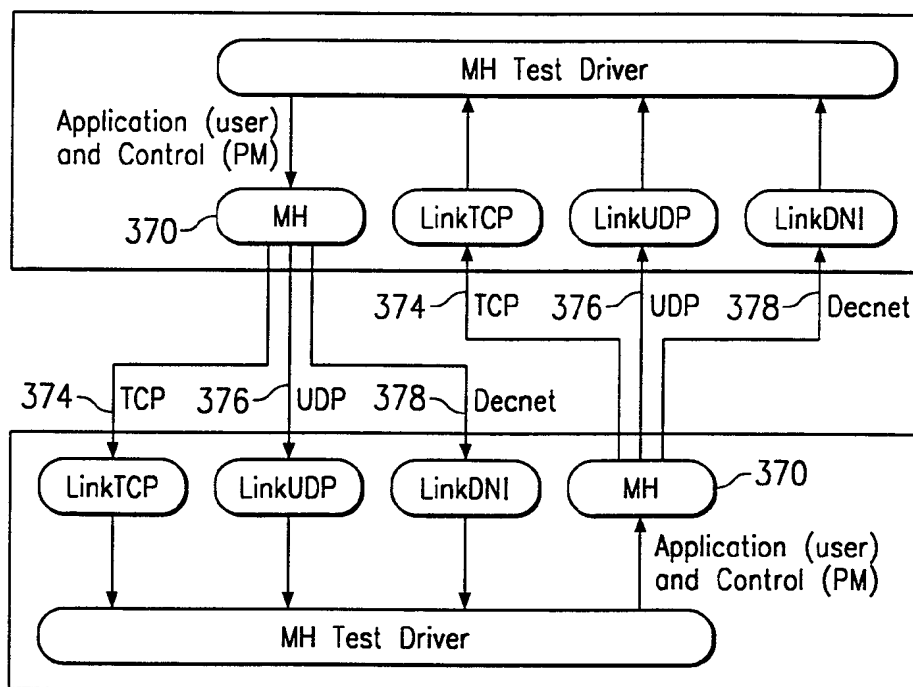 MH Test Driver
Application (user)
and Control (PM)
370
MH
LinkTCP
LinkUDP
LinkDNI
374
TCP
376
UDP
378
Decnet
374
TCP
376
UDP
378
Decnet
LinkTCP
LinkUDP
LinkDNI
MH
370
Application (user)
and Control (PM)
MH Test Driver